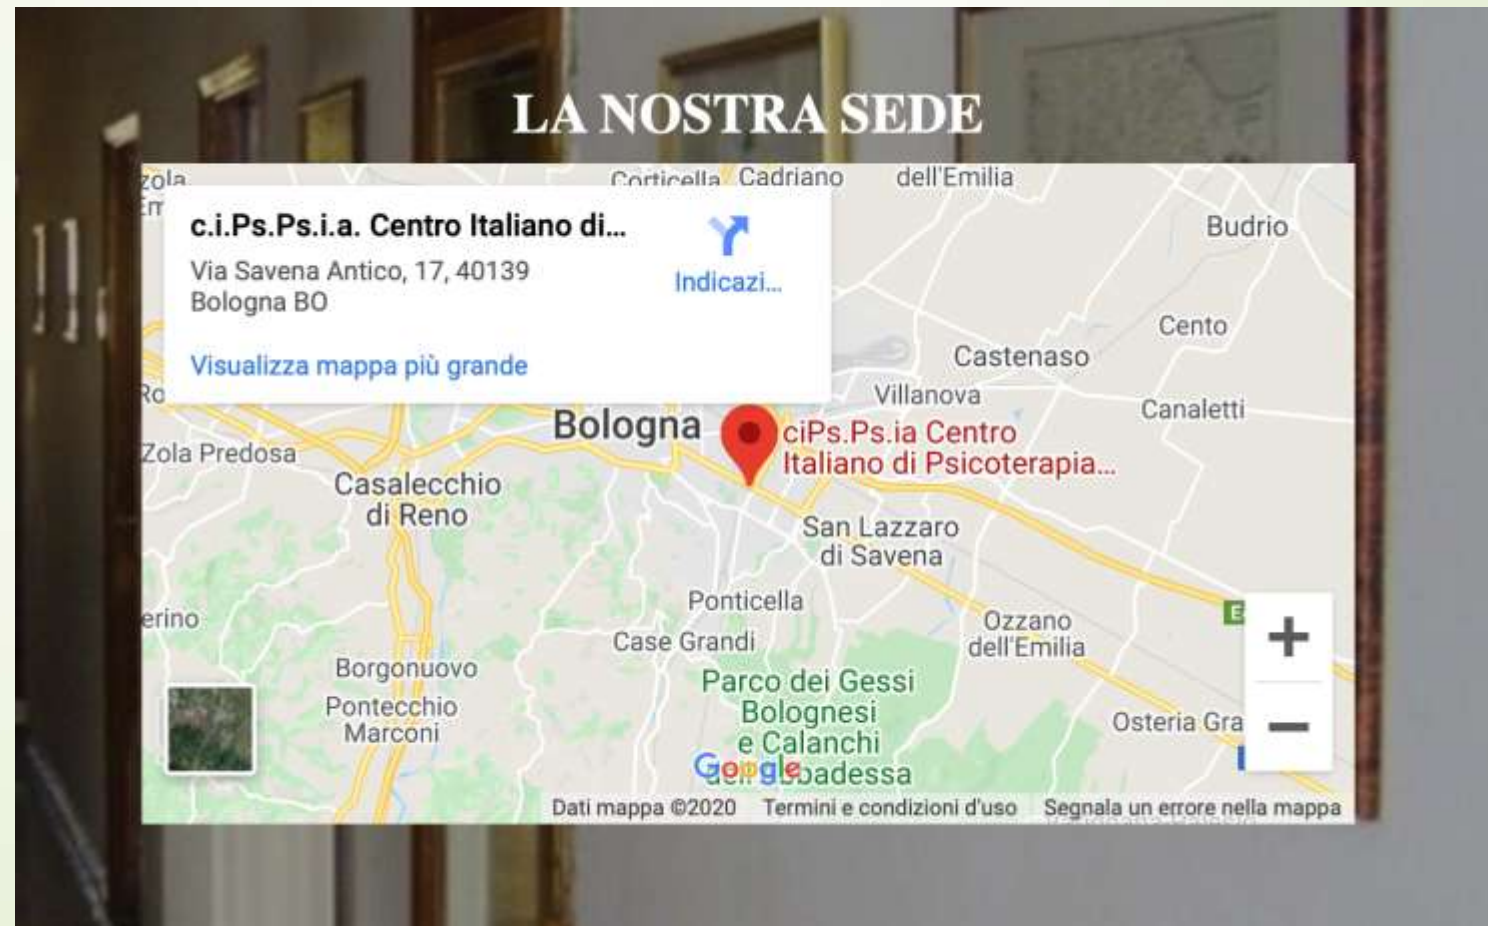 LA NOSTRA SEDE
zola
Corticella
Cadriano
dell'Emilia
Budrio
c.i.Ps.Ps.i.a. Centro Italiano di...
Via Savena Antico, 17, 40139
Bologna BO
Indicazi...
Visualizza mappa più grande
Cento
Castenaso
Villanova
Canaletti
Ro
Bologna
ciPs.Ps.ia Centro
Italiano di Psicoterapia...
Zola Predosa
Casalecchio
di Reno
San Lazzaro
di Savena
Ponticella
erino
Case Grandi
Ozzano
dell'Emilia
Borgonuovo
Parco dei Gessi
Bolognesi
e Calanchi
Pontecchio
Marconi
Osteria Gra
Google
Dati mappa ©2020
Termini e condizioni d'uso
Segnala un errore nella mappa